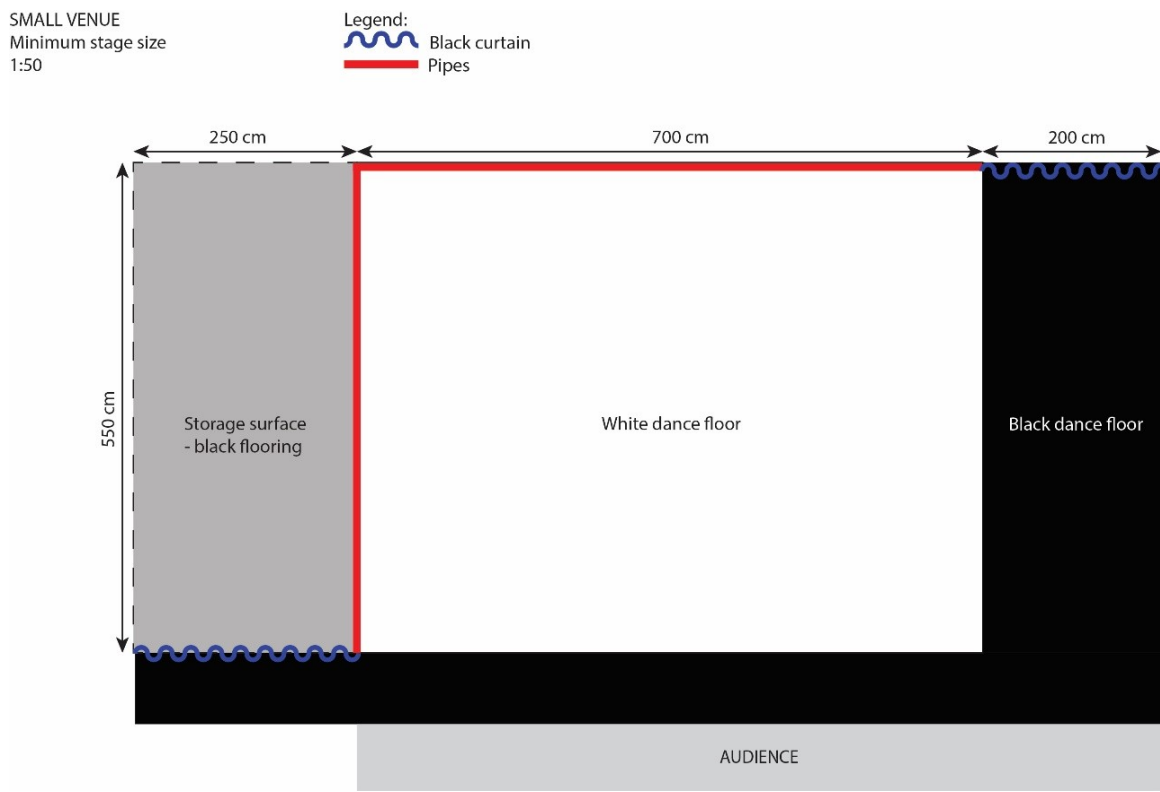 SMALL VENUE
Minimum stage size
1:50
Legend:
Black curtain
Pipes
250 cm
700 cm
200 cm
550 cm
Storage surface
- black flooring
White dance floor
Black dance floor
AUDIENCE